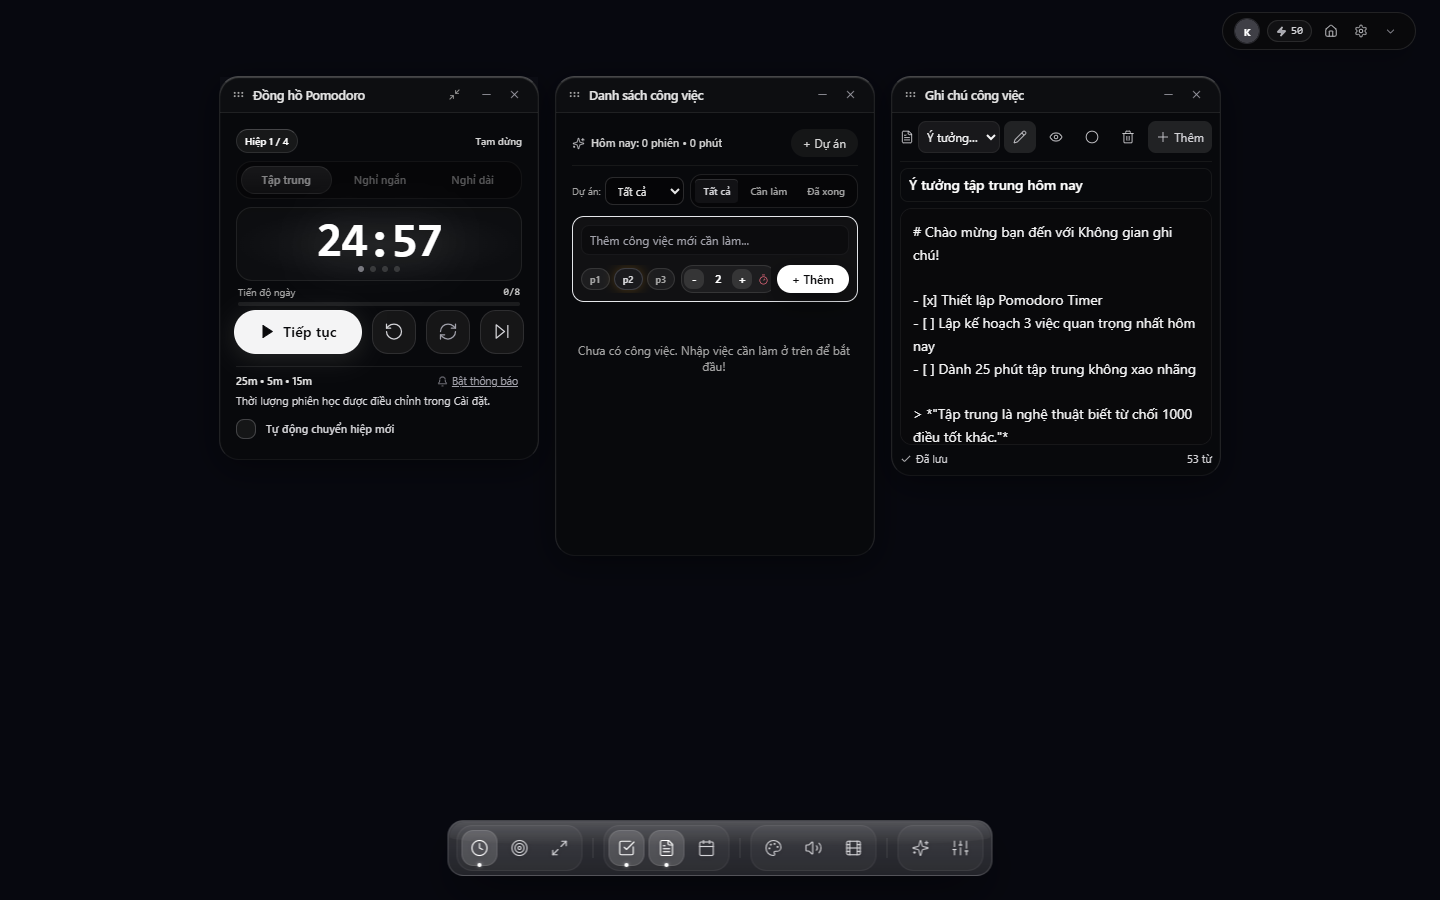 K
50
Đồng hồ Pomodoro
Hiệp 1 / 4
Tạm dừng
Tập trung
Nghỉ ngắn
Nghỉ dài
24:57
Tiến độ ngày
0/8
Tiếp tục
25m • 5m • 15m
Bật thông báo
Thời lượng phiên học được điều chỉnh trong Cài đặt.
Tự động chuyển hiệp mới
Danh sách công việc
Hôm nay: 0 phiên • 0 phút
+ Dự án
Dự án:
Tất cả
Tất cả
Cần làm
Đã xong
Thêm công việc mới cần làm...
p1
p2
p3
-
2
+
+ Thêm
Chưa có công việc. Nhập việc cần làm ở trên để bắt
đầu!
Ghi chú công việc
Ý tưởng...
Thêm
Ý tưởng tập trung hôm nay
# Chào mừng bạn đến với Không gian ghi
chú!
- [x] Thiết lập Pomodoro Timer
- [ ] Lập kế hoạch 3 việc quan trọng nhất hôm
nay
- [ ] Dành 25 phút tập trung không xao nhãng
> *"Tập trung là nghệ thuật biết từ chối 1000
điều tốt khác."*
Đã lưu
53 từ